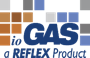 io GAS
a REFLEX Product